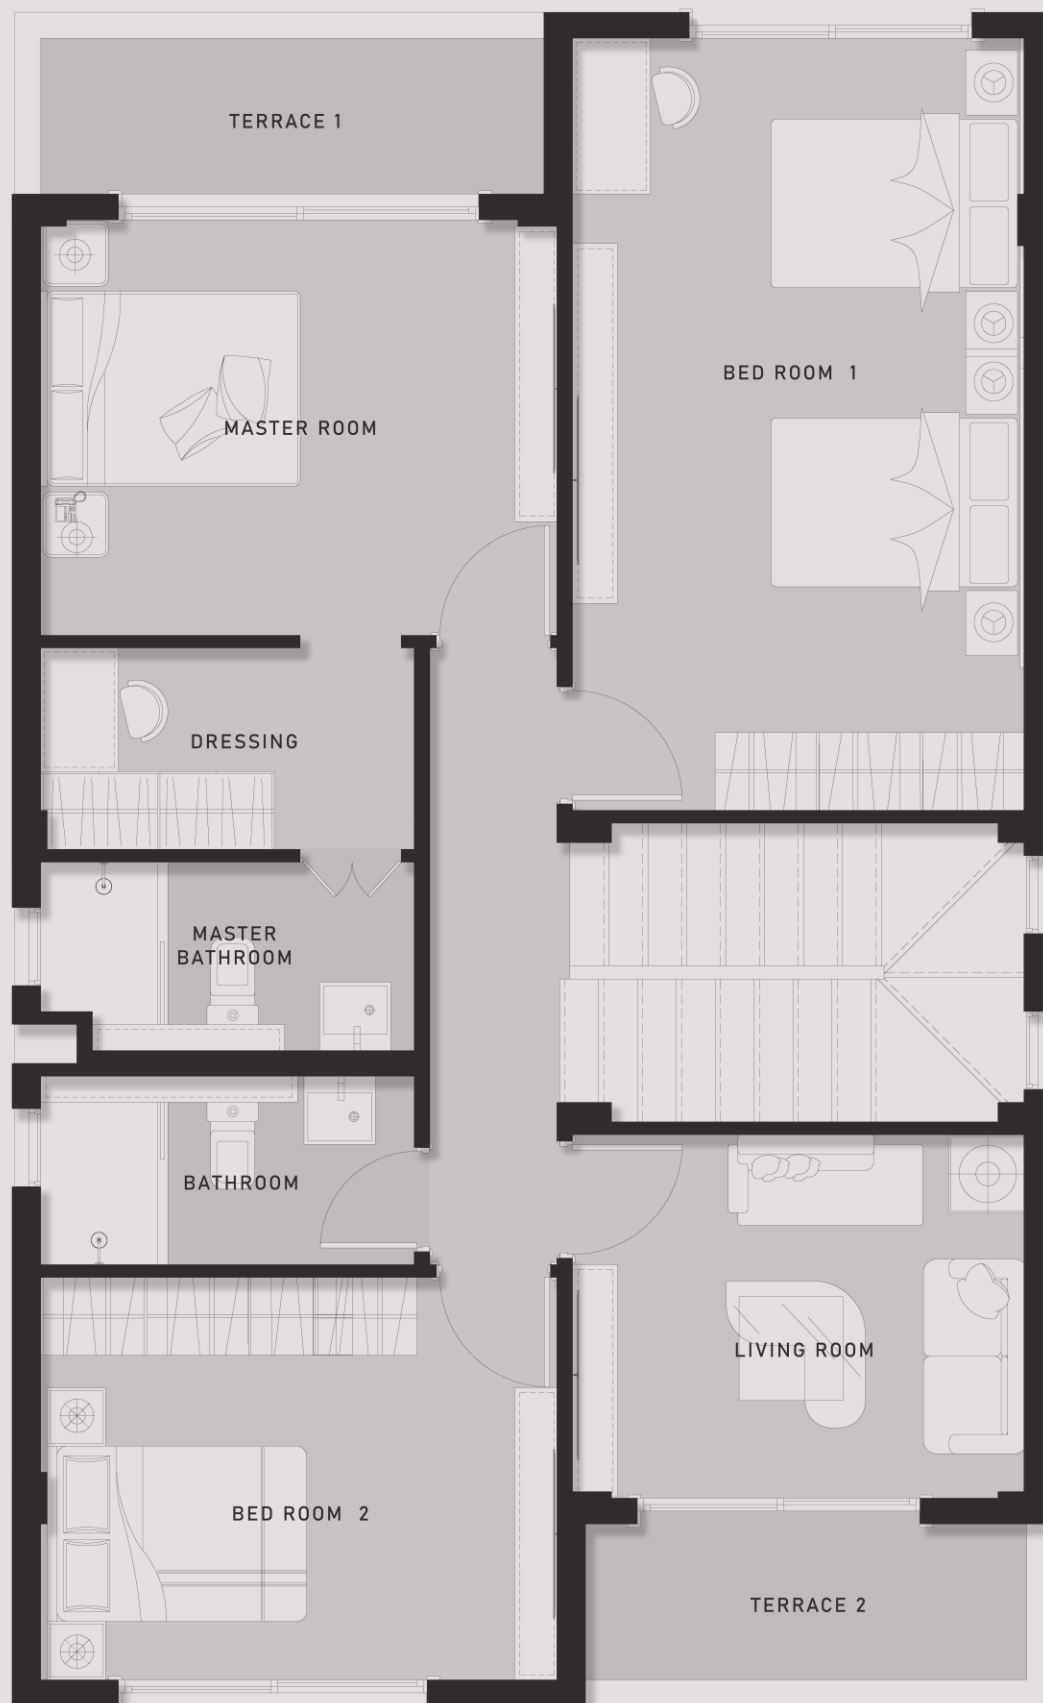 TERRACE 1
BED ROOM 1
MASTER ROOM
DRESSING
MASTER
BATHROOM
BATHROOM
LIVING ROOM
BED ROOM 2
TERRACE 2